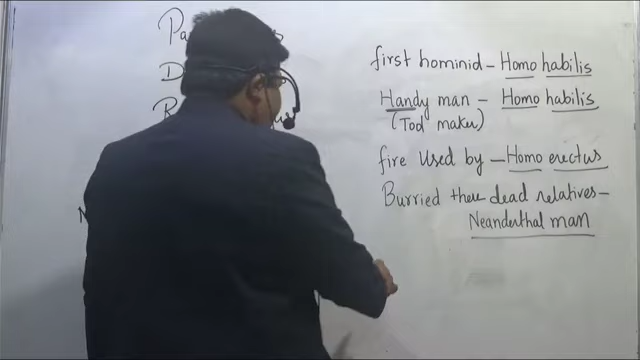 first hominid - Homo habilis
Handy man - Homo habilis
(Tool maker)
fire used by - Homo erectus
Burried there dead relatives -
Neanderthal man